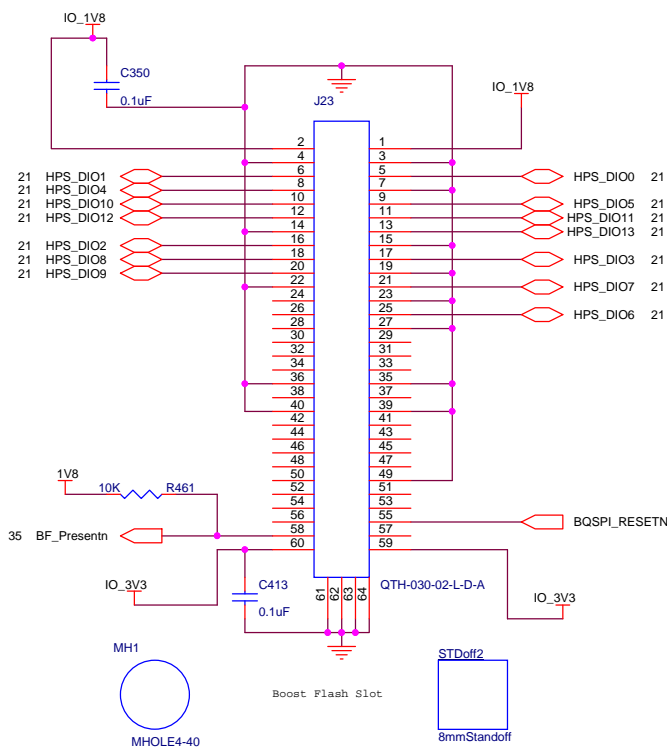 IO_1V8
C350
0.1uF
J23
IO_1V8
2 1
4 3
21 HPS_DIO1 6 5 HPS_DIO0 21
21 HPS_DIO4 8 7
21 HPS_DIO10 10 9 HPS_DIO5 21
21 HPS_DIO12 12 11 HPS_DIO11 21
14 13 HPS_DIO13 21
21 HPS_DIO2 16 15
21 HPS_DIO8 18 17 HPS_DIO3 21
21 HPS_DIO9 20 19
22 21 HPS_DIO7 21
24 23
26 25 HPS_DIO6 21
28 27
30 29
32 31
34 33
36 35
38 37
40 39
42 41
44 43
46 45
48 47
50 49
52 51
54 53
56 55 BQSPI_RESETN
58 57
60 59
1V8
10K R461
35 BF_Presentn
IO_3V3
C413
0.1uF
61 62 63 64
QTH-030-02-L-D-A
IO_3V3
MH1
MHOLE4-40
Boost Flash Slot
STDoff2
8mmStandoff